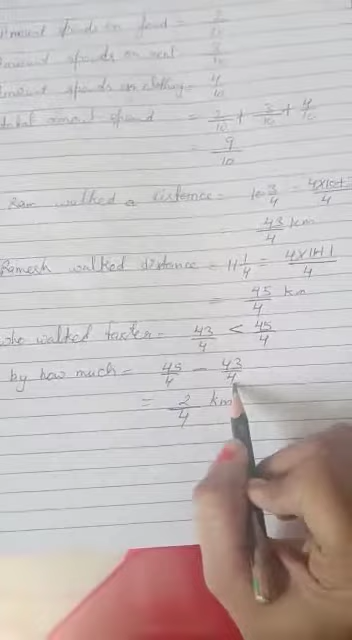 Amount spends on food = 2/10
Amount spends on rent 3/10
Amount spends on clothing = 4/10
total amount spend = 2/10 + 3/10 + 4/10
= 9/10
Ram walked a distance = 10 3/4 = 4×10+3/4
= 43/4 km
Ramesh walked distance = 11 1/4 = 4×11+1/4
= 45/4 km
who walked faster = 43/4 < 45/4
by how much = 45/4 - 43/4
= 2/4 km